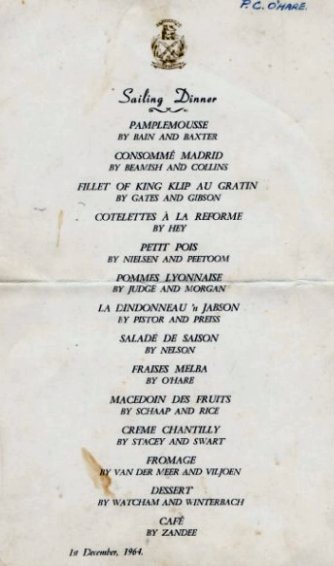 P.C. O'HARE.
Sailing Dinner
PAMPLEMOUSSE
BY BAIN AND BAXTER
CONSOMMÉ MADRID
BY BEAMISH AND COLLINS
FILLET OF KING KLIP AU GRATIN
BY GATES AND GIBSON
COTELETTES À LA REFORME
BY HEY
PETIT POIS
BY NIELSEN AND PEETOOM
POMMES LYONNAISE
BY JUDGE AND MORGAN
LA DINDONNEAU 'n JABSON
BY PISTOR AND PREISS
SALADE DE SAISON
BY NELSON
FRAISES MELBA
BY O'HARE
MACEDOIN DES FRUITS
BY SCHAAP AND RICE
CREME CHANTILLY
BY STACEY AND SWART
FROMAGE
BY VAN DER MEER AND VILJOEN
DESSERT
BY WATCHAM AND WINTERBACH
CAFÉ
BY ZANDEE
1st December, 1964.